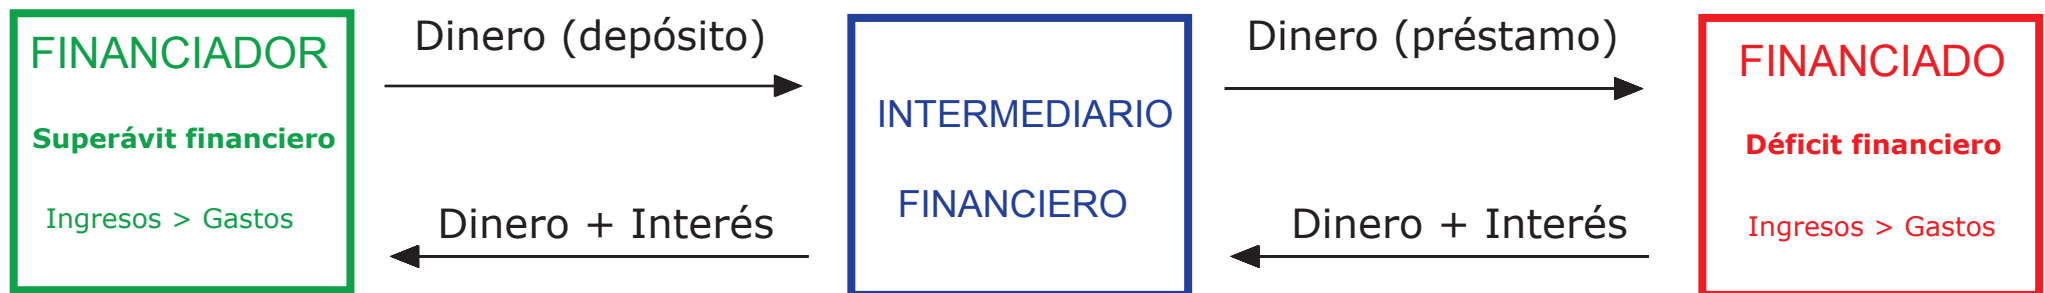 FINANCIADOR
Superávit financiero
Ingresos > Gastos
Dinero (depósito)
Dinero + Interés
INTERMEDIARIO
FINANCIERO
Dinero (préstamo)
Dinero + Interés
FINANCIADO
Déficit financiero
Ingresos > Gastos